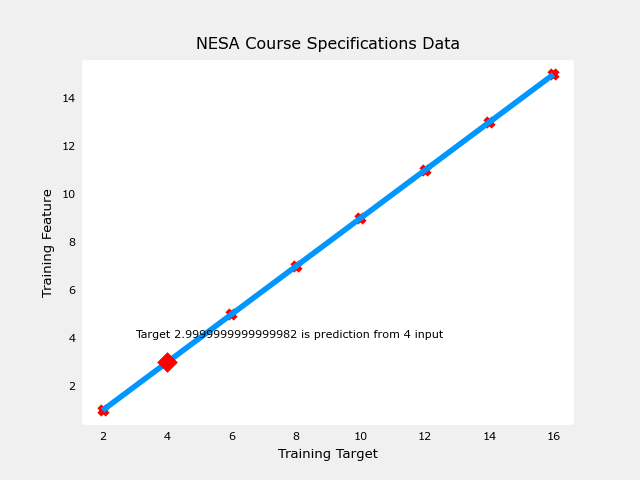 NESA Course Specifications Data
Training Feature
14
12
10
8
6
4
2
Target 2.9999999999999982 is prediction from 4 input
2 4 6 8 10 12 14 16
Training Target